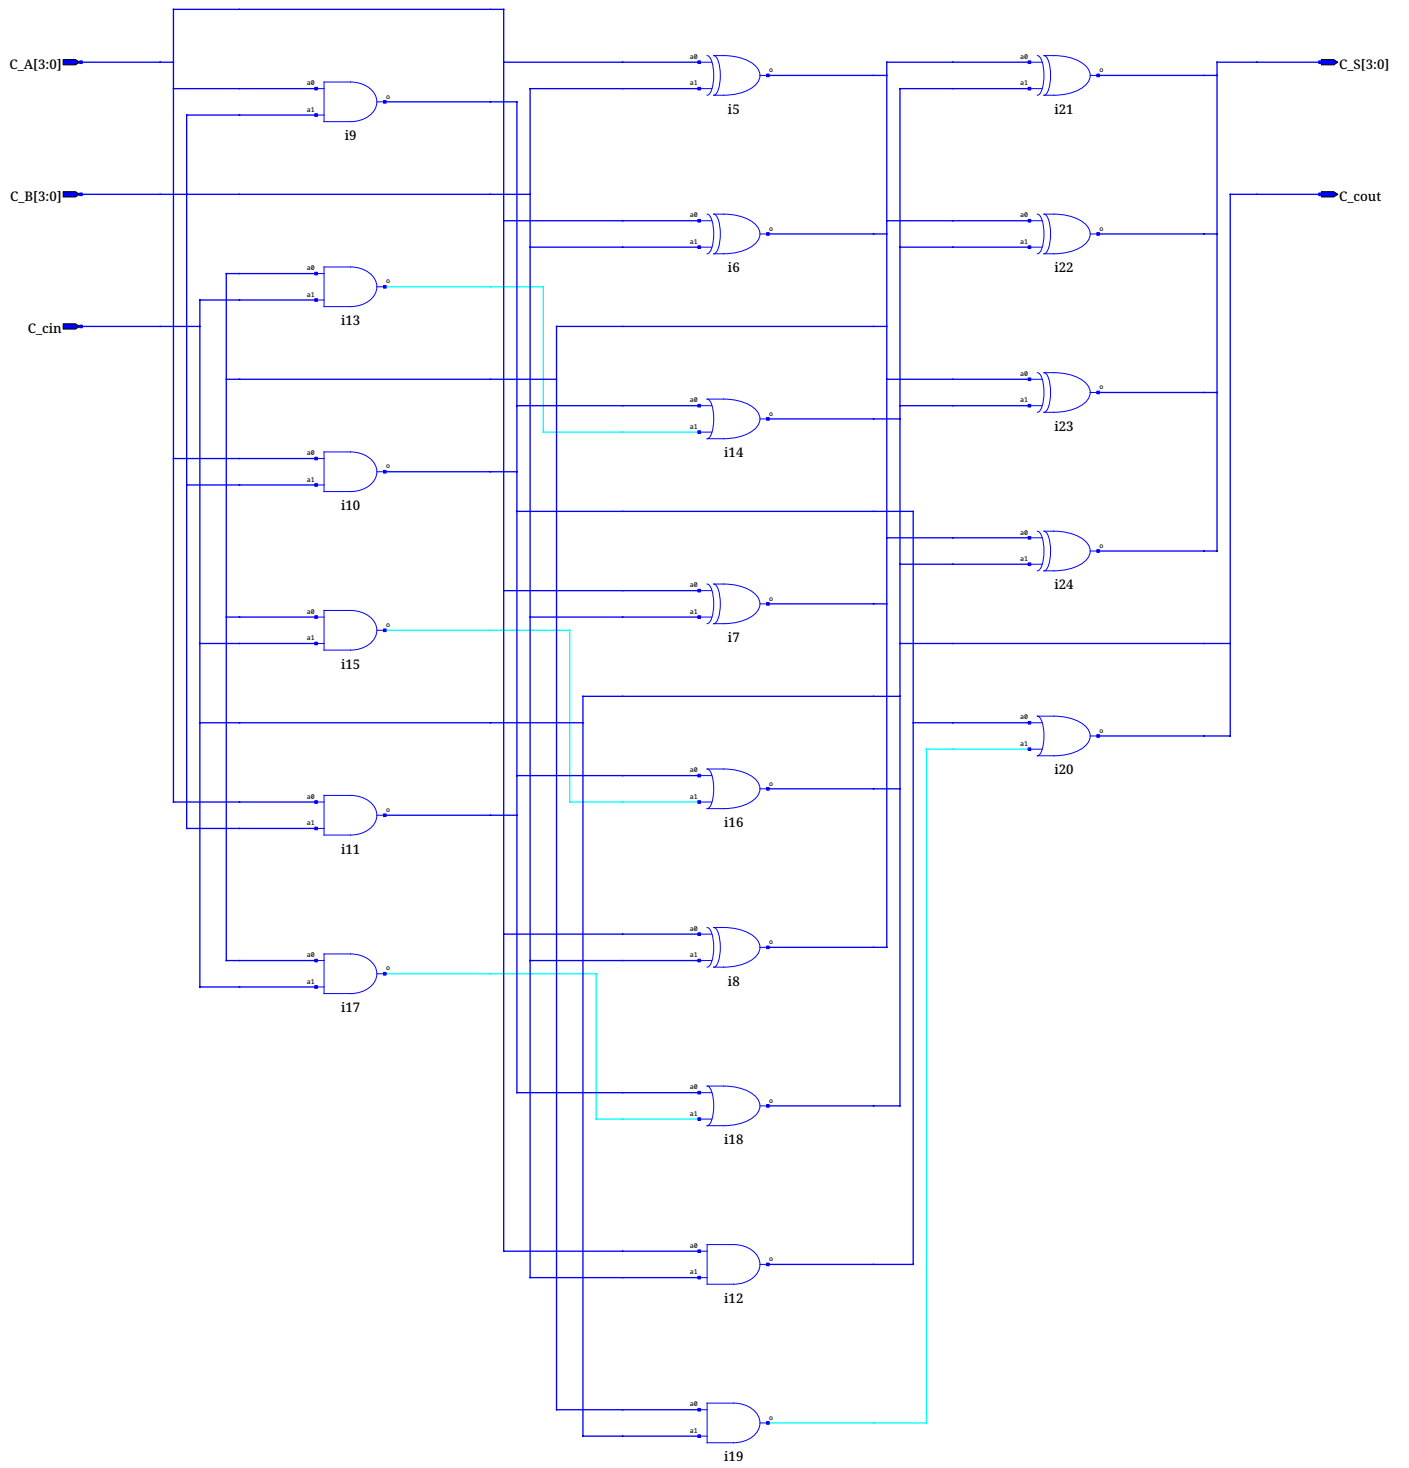 C_A[3:0]
a0
a1
o
i9
a0
a1
o
i5
a0
a1
o
i21
C_S[3:0]
C_B[3:0]
C_cout
a0
a1
o
i6
a0
a1
o
i22
C_cin
a0
a1
o
i13
a0
a1
o
i14
a0
a1
o
i23
a0
a1
o
i10
a0
a1
o
i24
a0
a1
o
i15
a0
a1
o
i7
a0
a1
o
i20
a0
a1
o
i11
a0
a1
o
i16
a0
a1
o
i17
a0
a1
o
i8
a0
a1
o
i18
a0
a1
o
i12
a0
a1
o
i19